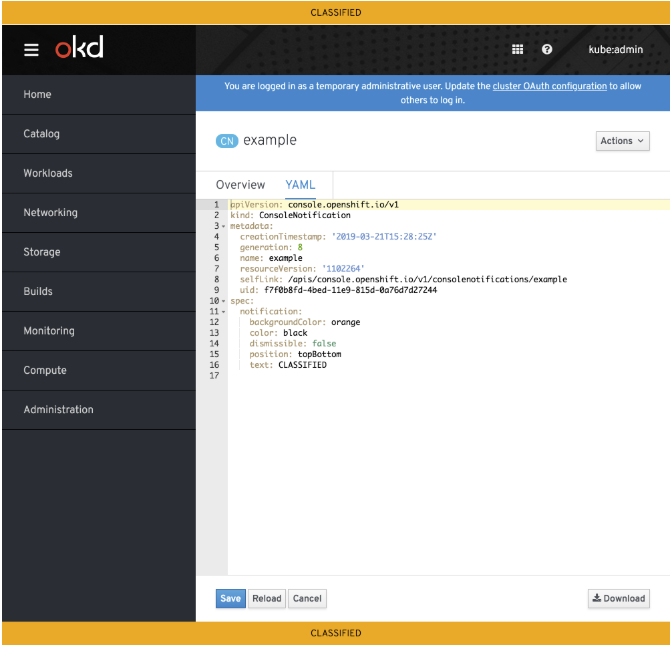 CLASSIFIED
okd
kube:admin
Home
Catalog
Workloads
Networking
Storage
Builds
Monitoring
Compute
Administration
You are logged in as a temporary administrative user. Update the cluster OAuth configuration to allow
others to log in.
CN example
Actions
Overview YAML
1 apiVersion: console.openshift.io/v1
2 kind: ConsoleNotification
3 metadata:
4 creationTimestamp: '2019-03-21T15:28:25Z'
5 generation: 8
6 name: example
7 resourceVersion: '1102264'
8 selfLink: /apis/console.openshift.io/v1/consolenotifications/example
9 uid: f7f0b8fd-4bed-11e9-815d-0a76d7d27244
10 spec:
11 notification:
12 backgroundColor: orange
13 color: black
14 dismissible: false
15 position: topBottom
16 text: CLASSIFIED
17
Save Reload Cancel Download
CLASSIFIED